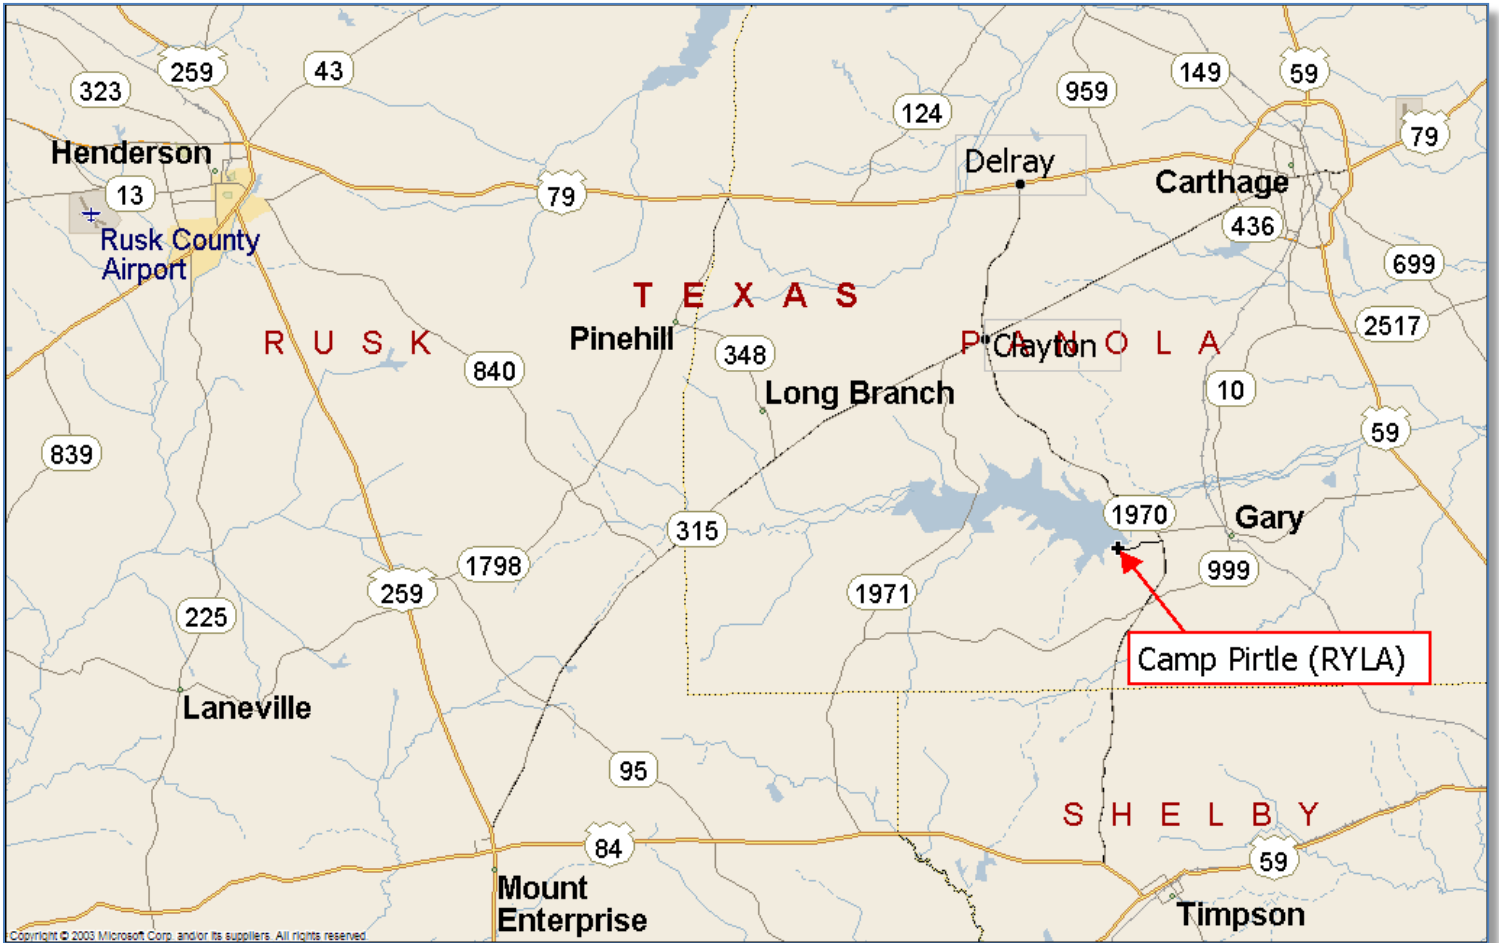 259
43
323
149
59
959
124
79
Henderson
Delray
13
Carthage
79
436
Rusk County
Airport
699
T E X A S
2517
Pinehill
R U S K
P A N O L A
Clayton
348
840
10
Long Branch
59
839
1970
Gary
315
1798
999
259
1971
225
Camp Pirtle (RYLA)
Laneville
95
S H E L B Y
84
59
Mount
Enterprise
Timpson
Copyright © 2003 Microsoft Corp. and/or its suppliers. All rights reserved.